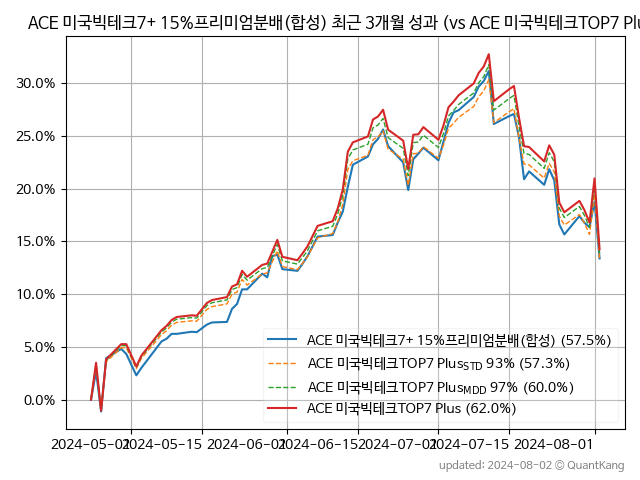 ACE 미국빅테크7+ 15%프리미엄분배(합성) 최근 3개월 성과 (vs ACE 미국빅테크TOP7 Plu
30.0%
25.0%
20.0%
15.0%
10.0%
5.0%
0.0%
ACE 미국빅테크7+ 15%프리미엄분배(합성) (57.5%)
ACE 미국빅테크TOP7 PlusSTD 93% (57.3%)
ACE 미국빅테크TOP7 PlusMDD 97% (60.0%)
ACE 미국빅테크TOP7 Plus (62.0%)
2024-05-01 2024-05-15 2024-06-01 2024-06-15 2024-07-01 2024-07-15 2024-08-01
updated: 2024-08-02 © QuantKang